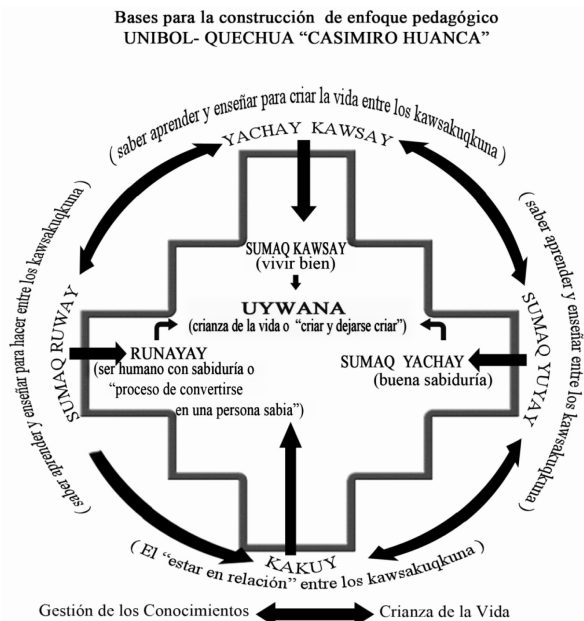 Bases para la construcción de enfoque pedagógico
UNIBOL- QUECHUA “CASIMIRO HUANCA”
( saber aprender y enseñar para criar la vida entre los kawsakuqkuna )
YACHAY KAWSAY
SUMAQ KAWSAY
(vivir bien)
UYWANA
(crianza de la vida o “criar y dejarse criar”)
( saber aprender y enseñar para hacer entre los kawsakuqkuna )
SUMAQ RUWAY
RUNAYAY
(ser humano con sabiduría o
“proceso de convertirse
en una persona sabia”)
SUMAQ YACHAY
(buena sabiduría)
SUMAQ YUYAY
( saber aprender y enseñar entre los kawsakuqkuna )
KAKUY
( El “estar en relación” entre los kawsakuqkuna )
Gestión de los Conocimientos
Crianza de la Vida